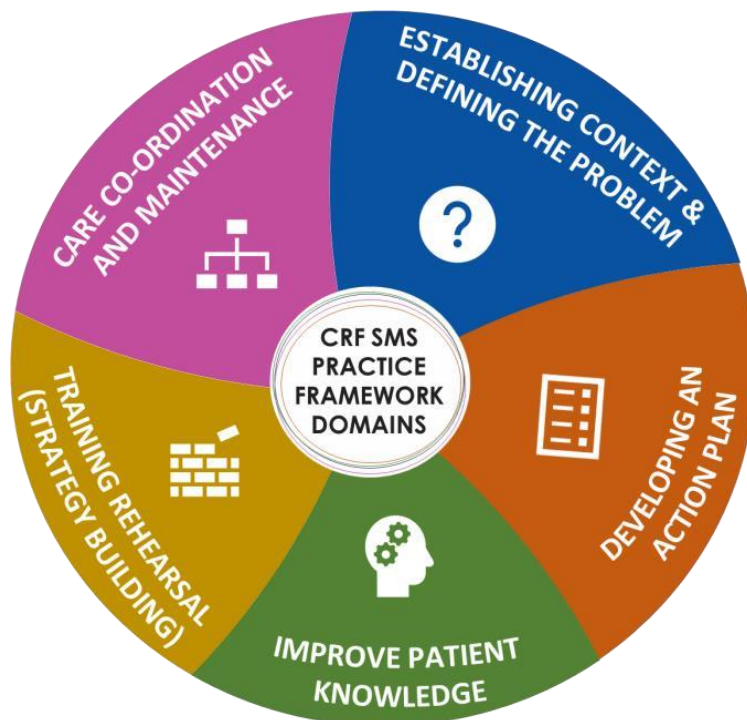 CARE CO-ORDINATION
AND MAINTENANCE
ESTABLISHING CONTEXT &
DEFINING THE PROBLEM
?
CRF SMS
PRACTICE
FRAMEWORK
DOMAINS
DEVELOPING AN
ACTION PLAN
TRAINING REHEARSAL
(STRATEGY BUILDING)
IMPROVE PATIENT
KNOWLEDGE